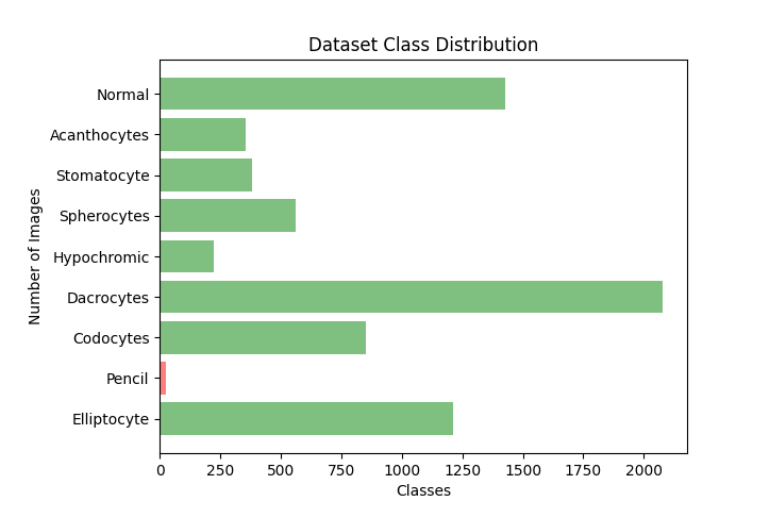 Dataset Class Distribution
Normal
Acanthocytes
Stomatocyte
Spherocytes
Hypochromic
Dacrocytes
Codocytes
Pencil
Elliptocyte
Number of Images
0 250 500 750 1000 1250 1500 1750 2000
Classes